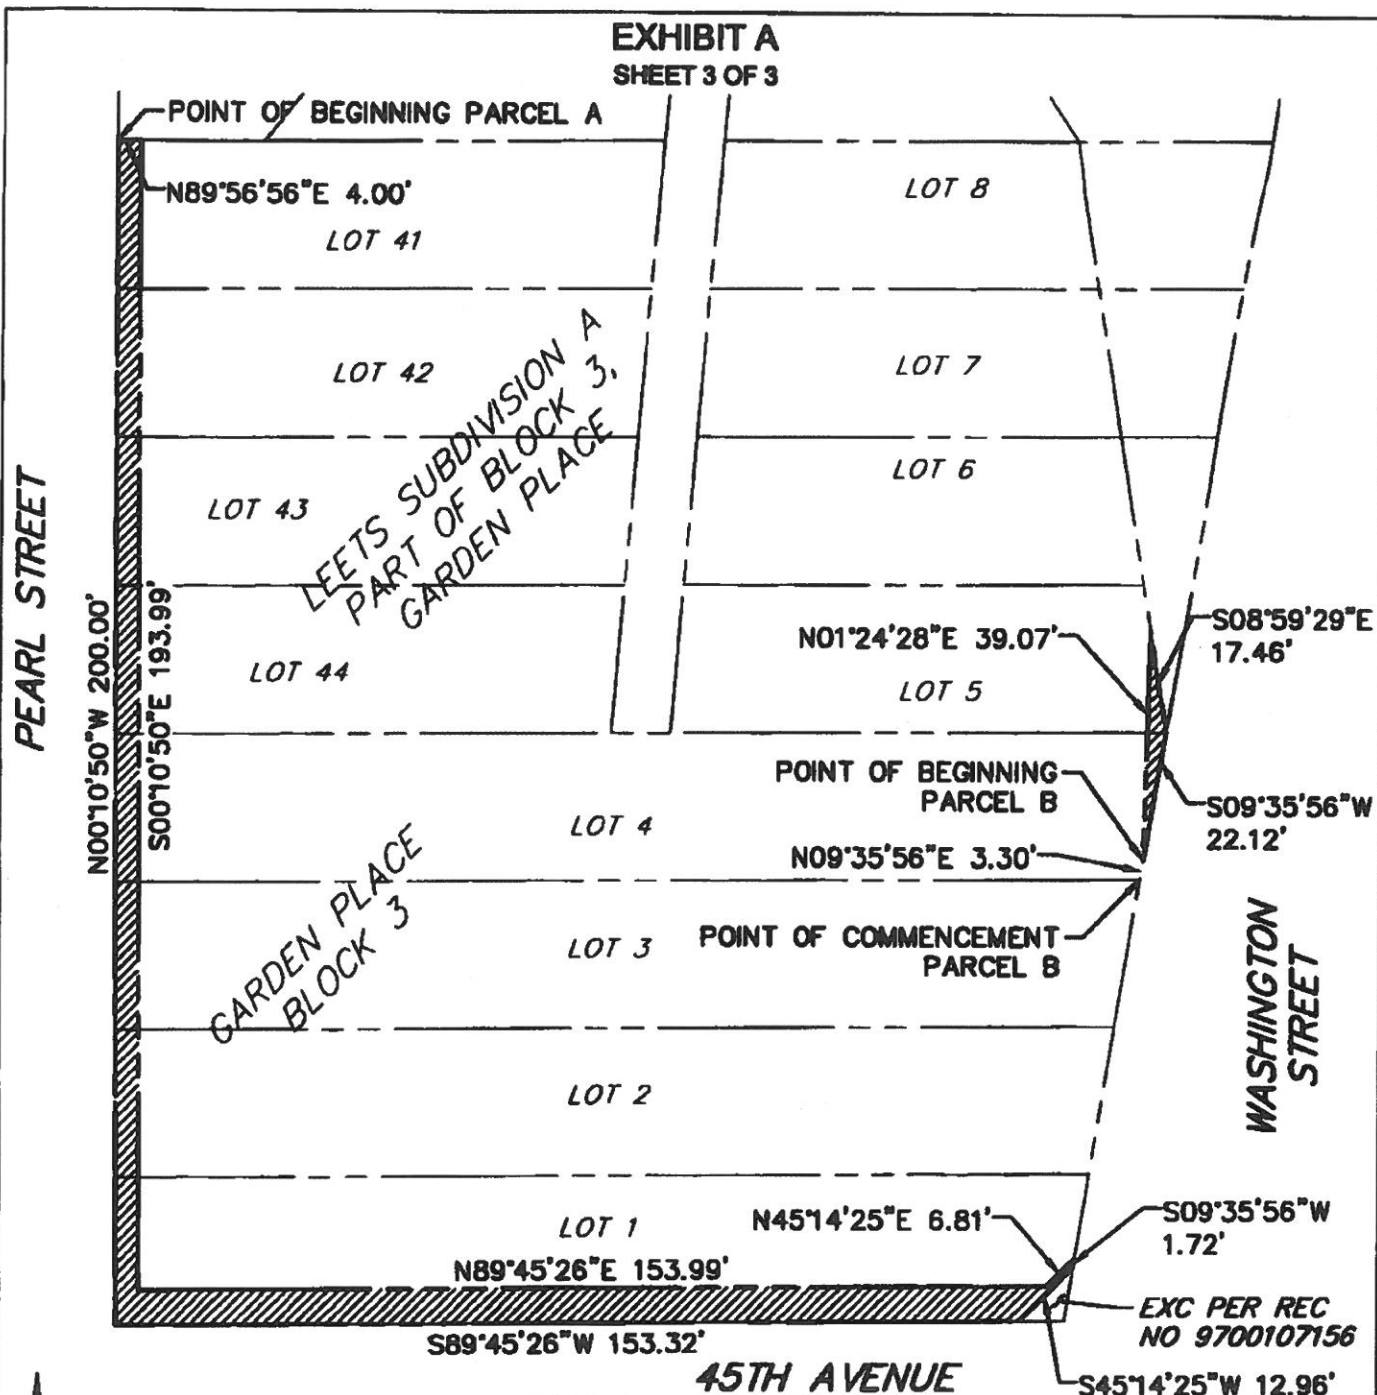 EXHIBIT A
SHEET 3 OF 3
POINT OF BEGINNING PARCEL A
N89°56'56"E 4.00'
LOT 8
LOT 41
LOT 42
LOT 7
LEETS SUBDIVISION A
PART OF BLOCK 3,
GARDEN PLACE
LOT 6
LOT 43
PEARL STREET
N00°10'50"W 200.00'
S00°10'50"E 193.99'
N01°24'28"E 39.07'
S08°59'29"E
17.46'
LOT 44
LOT 5
POINT OF BEGINNING
PARCEL B
S09°35'56"W
22.12'
LOT 4
N09°35'56"E 3.30'
GARDEN PLACE
BLOCK 3
LOT 3
POINT OF COMMENCEMENT
PARCEL B
WASHINGTON
STREET
LOT 2
LOT 1
N45°14'25"E 6.81'
S09°35'56"W
1.72'
N89°45'26"E 153.99'
EXC PER REC
NO 9700107156
S89°45'26"W 153.32'
45TH AVENUE
S45°14'25"W 12.96'